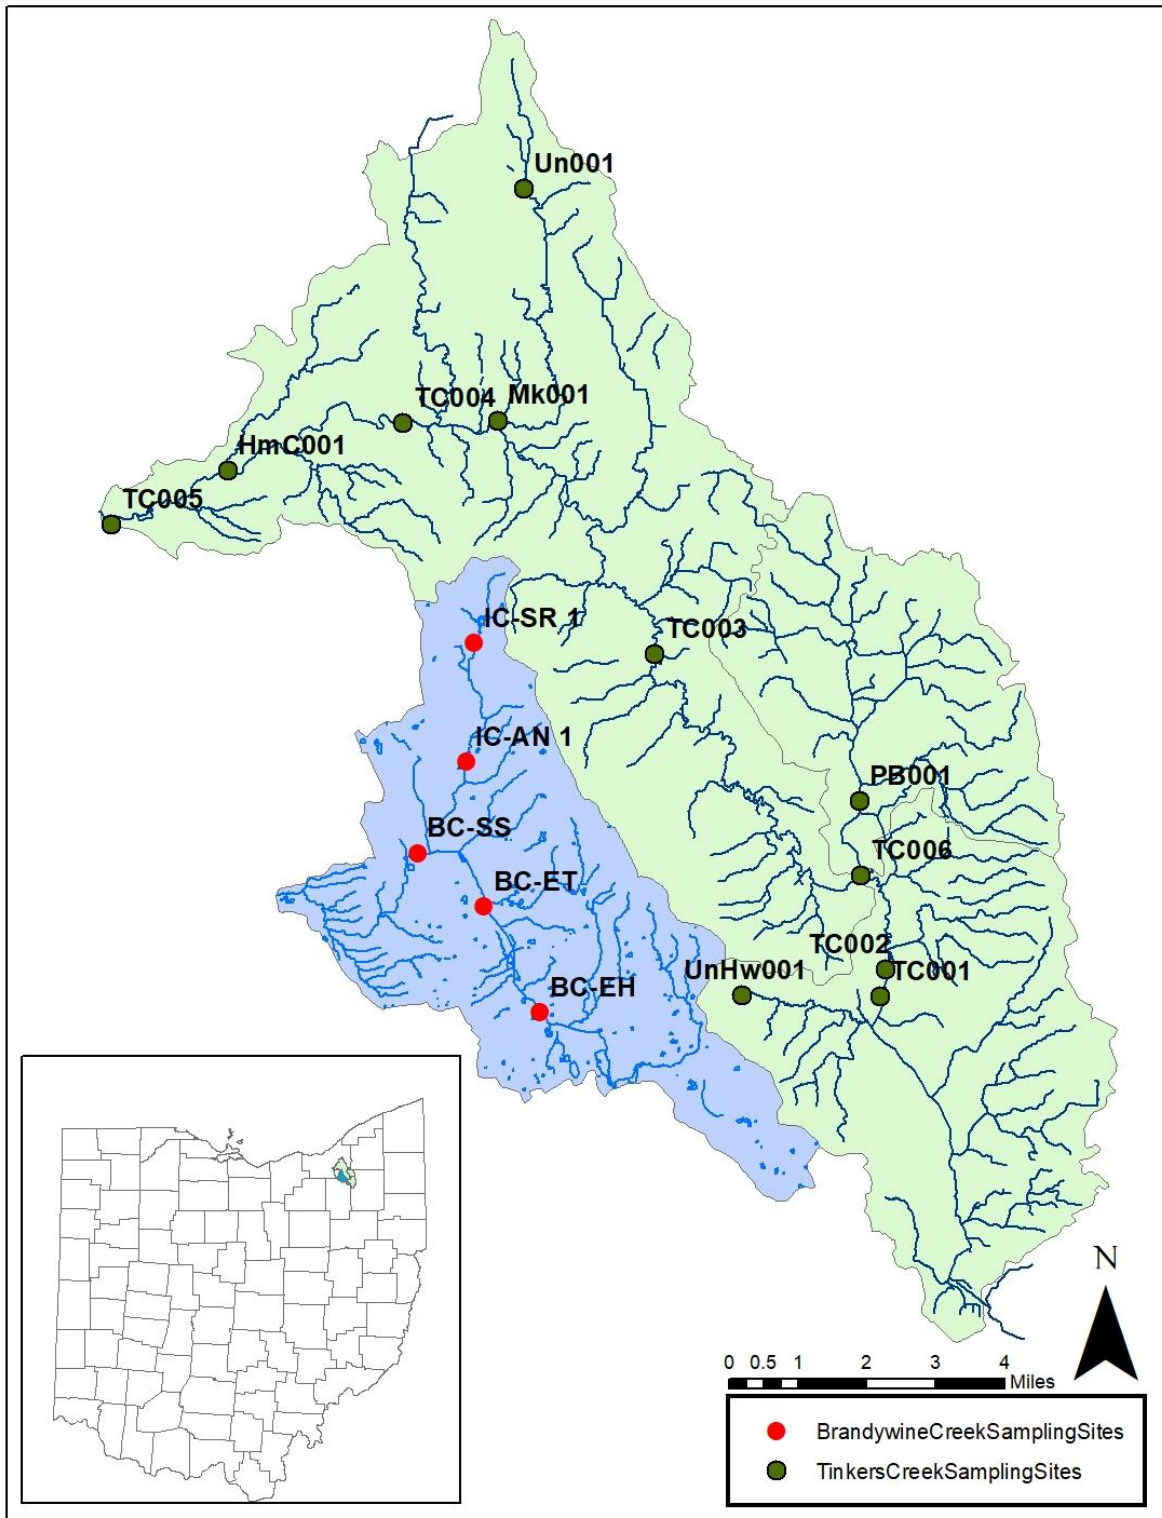 Un001
TC004
Mk001
HmC001
TC005
IC-SR 1
TC003
IC-AN 1
PB001
BC-SS
TC006
BC-ET
TC002
UnHw001
TC001
BC-EH
N
0 0.5 1 2 3 4
Miles
BrandywineCreekSamplingSites
TinkersCreekSamplingSites